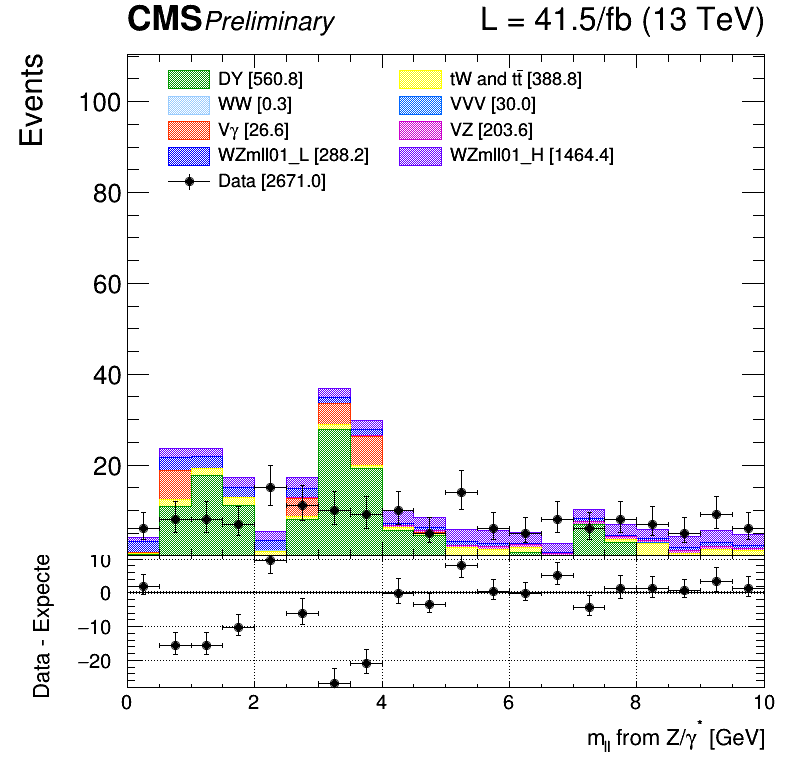 CMS Preliminary L = 41.5/fb (13 TeV)
Events
DY [560.8] tW and tt̄ [388.8]
WW [0.3] VVV [30.0]
Vγ [26.6] VZ [203.6]
WZmll01_L [288.2] WZmll01_H [1464.4]
Data [2671.0]
100
80
60
40
20
Data - Expecte
10
0
−10
−20
0 2 4 6 8 10
m_ll from Z/γ* [GeV]